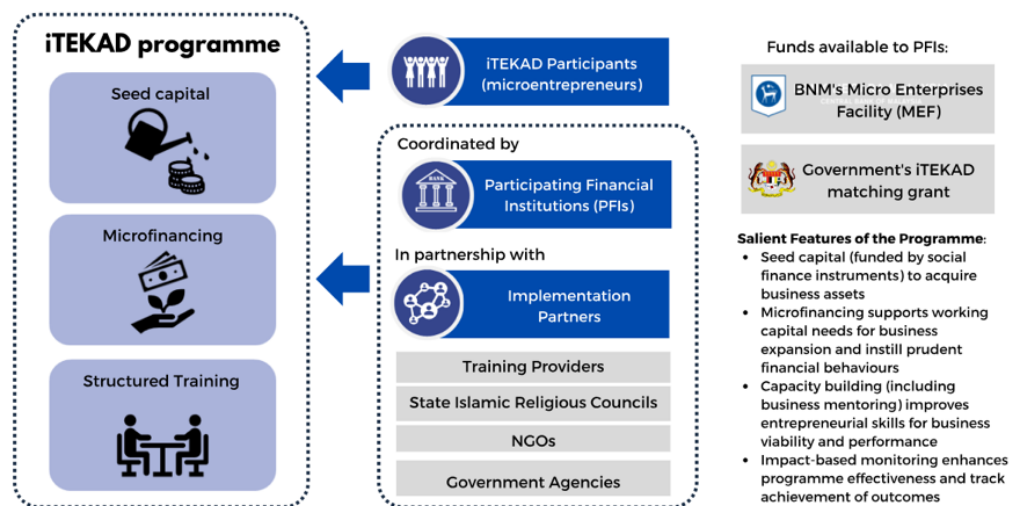 iTEKAD programme
Seed capital
Microfinancing
Structured Training
iTEKAD Participants
(microentrepreneurs)
Coordinated by
BANK
Participating Financial
Institutions (PFIs)
In partnership with
Implementation
Partners
Training Providers
State Islamic Religious Councils
NGOs
Government Agencies
Funds available to PFIs:
BNM's Micro Enterprises
CENTRAL BANK OF MALAYSIA
Facility (MEF)
Government's iTEKAD
matching grant
Salient Features of the Programme:
• Seed capital (funded by social
finance instruments) to acquire
business assets
• Microfinancing supports working
capital needs for business
expansion and instill prudent
financial behaviours
• Capacity building (including
business mentoring) improves
entrepreneurial skills for business
viability and performance
• Impact-based monitoring enhances
programme effectiveness and track
achievement of outcomes